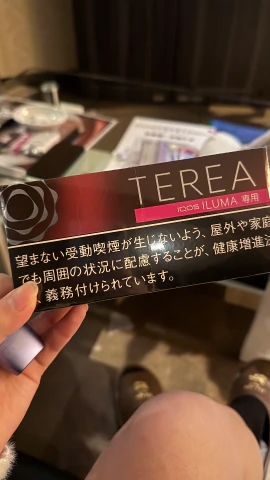 TEREA
IQOS ILUMA 専用
望まない受動喫煙が生じないよう、屋外や家庭
でも周囲の状況に配慮することが、健康増進法
、義務付けられています。